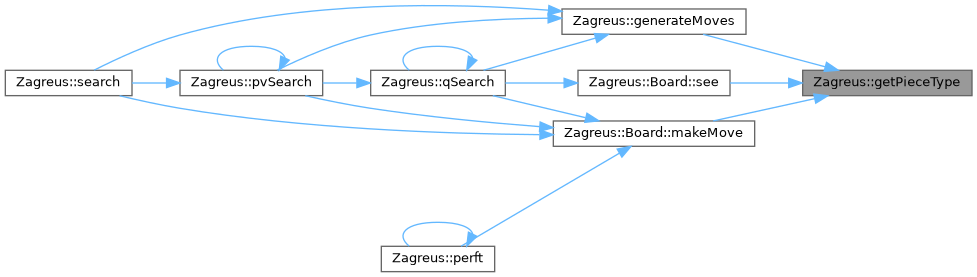 Zagreus::generateMoves
Zagreus::search
Zagreus::pvSearch
Zagreus::qSearch
Zagreus::Board::see
Zagreus::getPieceType
Zagreus::Board::makeMove
Zagreus::perft